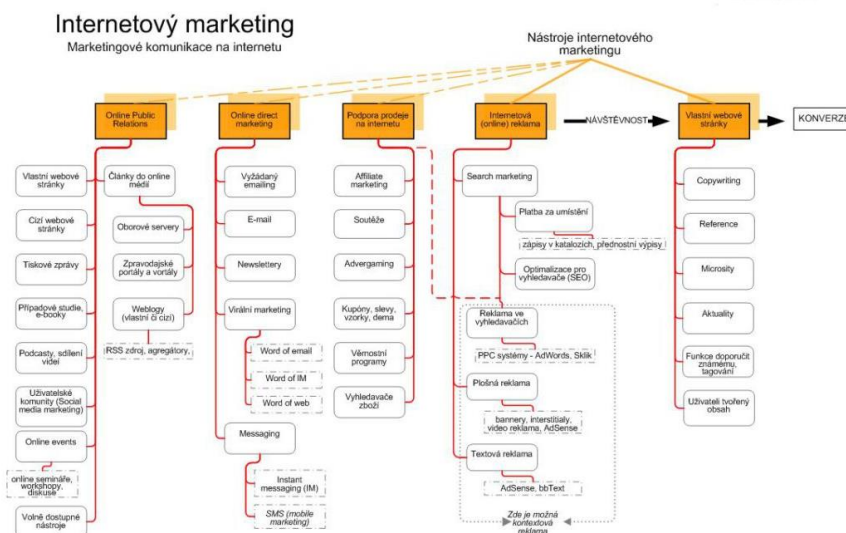 Internetový marketing
Marketingové komunikace na internetu
Nástroje internetového
marketingu
Online Public
Relations
Online direct
marketing
Podpora prodeje
na internetu
Internetová
(online) reklama
NÁVŠTĚVNOST
Vlastní webové
stránky
KONVERZE
Vlastní webové
stránky
Cizí webové
stránky
Tiskové zprávy
Případové studie,
e-booky
Podcasty, sdílení
videí
Uživatelské
komunity (Social
media marketing)
Online events
online semináře,
workshopy,
diskuse
Volně dostupné
nástroje
Články do online
médií
Oborové servery
Zpravodajské
portály a vortály
Weblogy
(vlastní či cizí)
RSS zdroj, agregátory,
Vyžádaný
emailing
E-mail
Newslettery
Virální marketing
Word of email
Word of IM
Word of web
Messaging
Instant
messaging (IM)
SMS (mobile
marketing)
Affiliate
marketing
Soutěže
Advergaming
Kupóny, slevy,
vzorky, dema
Věrnostní
programy
Vyhledavače
zboží
Search marketing
Platba za umístění
zápisy v katalozích, přednostní výpisy
Optimalizace pro
vyhledavače (SEO)
Reklama ve
vyhledavačích
PPC systémy - AdWords, Sklik
Plošná reklama
bannery, interstitialy,
video reklama, AdSense
Textová reklama
AdSense, bbText
Zde je možná
kontextová
reklama
Copywriting
Reference
Microsity
Aktuality
Funkce doporučit
známému,
tagování
Uživateli tvořený
obsah